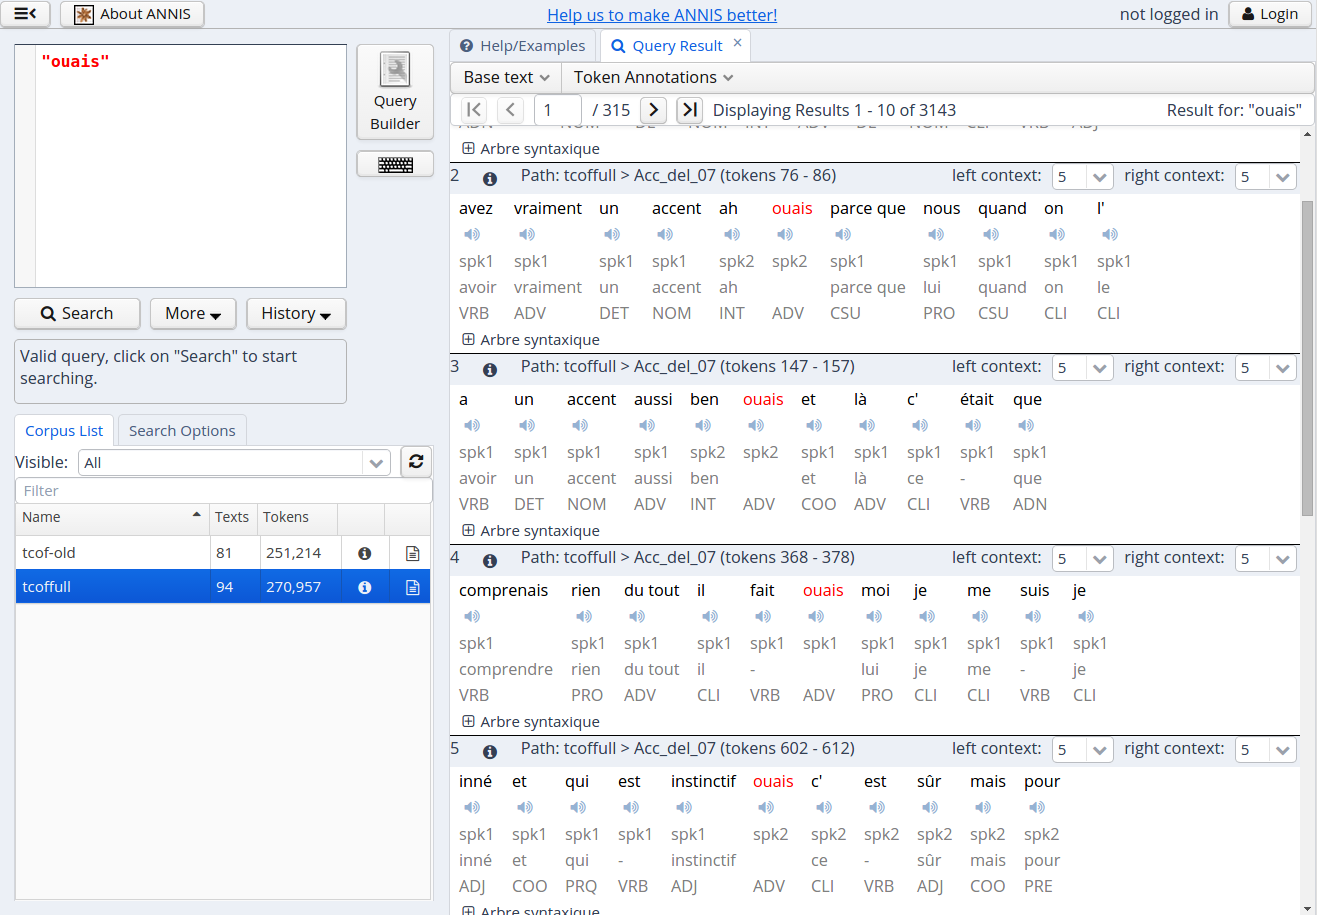 About ANNIS
Help us to make ANNIS better!
not logged in
Login
"ouais"
Query
Builder
Search
More
History
Valid query, click on "Search" to start
searching.
Corpus List
Search Options
Visible:
All
Filter
Name Texts Tokens
tcof-old 81 251,214
tcoffull 94 270,957
Help/Examples
Query Result
Base text
Token Annotations
1 / 315 Displaying Results 1 - 10 of 3143 Result for: "ouais"
Arbre syntaxique
2 Path: tcoffull > Acc_del_07 (tokens 76 - 86) left context: 5 right context: 5
avez vraiment un accent ah ouais parce que nous quand on l'
spk1 spk1 spk1 spk1 spk2 spk2 spk1 spk1 spk1 spk1 spk1
avoir vraiment un accent ah parce que lui quand on le
VRB ADV DET NOM INT ADV CSU PRO CSU CLI CLI
Arbre syntaxique
3 Path: tcoffull > Acc_del_07 (tokens 147 - 157) left context: 5 right context: 5
a un accent aussi ben ouais et là c' était que
spk1 spk1 spk1 spk1 spk2 spk2 spk1 spk1 spk1 spk1 spk1
avoir un accent aussi ben et là ce - que
VRB DET NOM ADV INT ADV COO ADV CLI VRB ADN
Arbre syntaxique
4 Path: tcoffull > Acc_del_07 (tokens 368 - 378) left context: 5 right context: 5
comprenais rien du tout il fait ouais moi je me suis je
spk1 spk1 spk1 spk1 spk1 spk1 spk1 spk1 spk1 spk1 spk1
comprendre rien du tout il - lui je me - je
VRB PRO ADV CLI VRB ADV PRO CLI CLI VRB CLI
Arbre syntaxique
5 Path: tcoffull > Acc_del_07 (tokens 602 - 612) left context: 5 right context: 5
inné et qui est instinctif ouais c' est sûr mais pour
spk1 spk1 spk1 spk1 spk1 spk2 spk2 spk2 spk2 spk2 spk2
inné et qui - instinctif ce - sûr mais pour
ADJ COO PRQ VRB ADJ ADV CLI VRB ADJ COO PRE
Arbre syntaxique